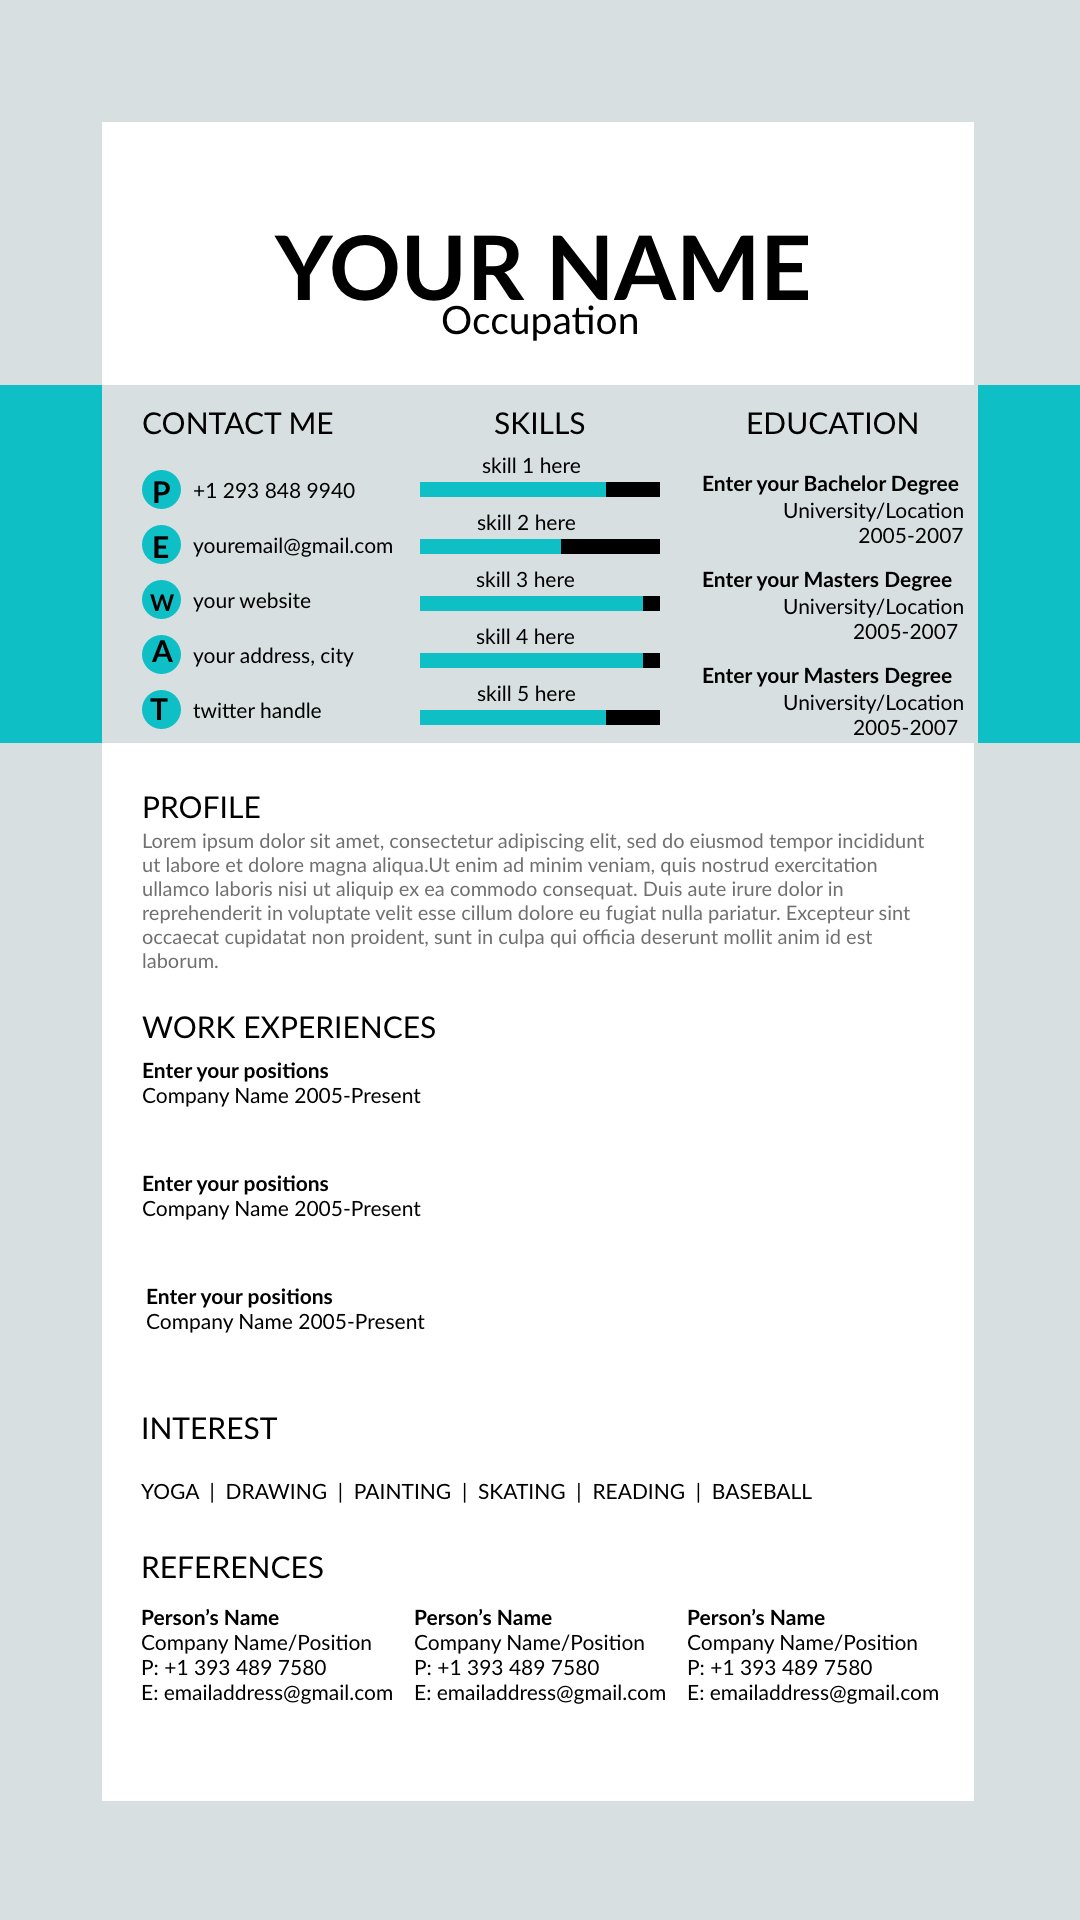 YOUR NAME
Occupation
CONTACT ME
P +1 293 848 9940
E youremail@gmail.com
W your website
A your address, city
T twitter handle
SKILLS
skill 1 here
skill 2 here
skill 3 here
skill 4 here
skill 5 here
EDUCATION
Enter your Bachelor Degree
University/Location
2005-2007
Enter your Masters Degree
University/Location
2005-2007
Enter your Masters Degree
University/Location
2005-2007
PROFILE
Lorem ipsum dolor sit amet, consectetur adipiscing elit, sed do eiusmod tempor incididunt
ut labore et dolore magna aliqua.Ut enim ad minim veniam, quis nostrud exercitation
ullamco laboris nisi ut aliquip ex ea commodo consequat. Duis aute irure dolor in
reprehenderit in voluptate velit esse cillum dolore eu fugiat nulla pariatur. Excepteur sint
occaecat cupidatat non proident, sunt in culpa qui officia deserunt mollit anim id est
laborum.
WORK EXPERIENCES
Enter your positions
Company Name 2005-Present
Enter your positions
Company Name 2005-Present
Enter your positions
Company Name 2005-Present
INTEREST
YOGA | DRAWING | PAINTING | SKATING | READING | BASEBALL
REFERENCES
Person’s Name
Company Name/Position
P: +1 393 489 7580
E: emailaddress@gmail.com
Person’s Name
Company Name/Position
P: +1 393 489 7580
E: emailaddress@gmail.com
Person’s Name
Company Name/Position
P: +1 393 489 7580
E: emailaddress@gmail.com